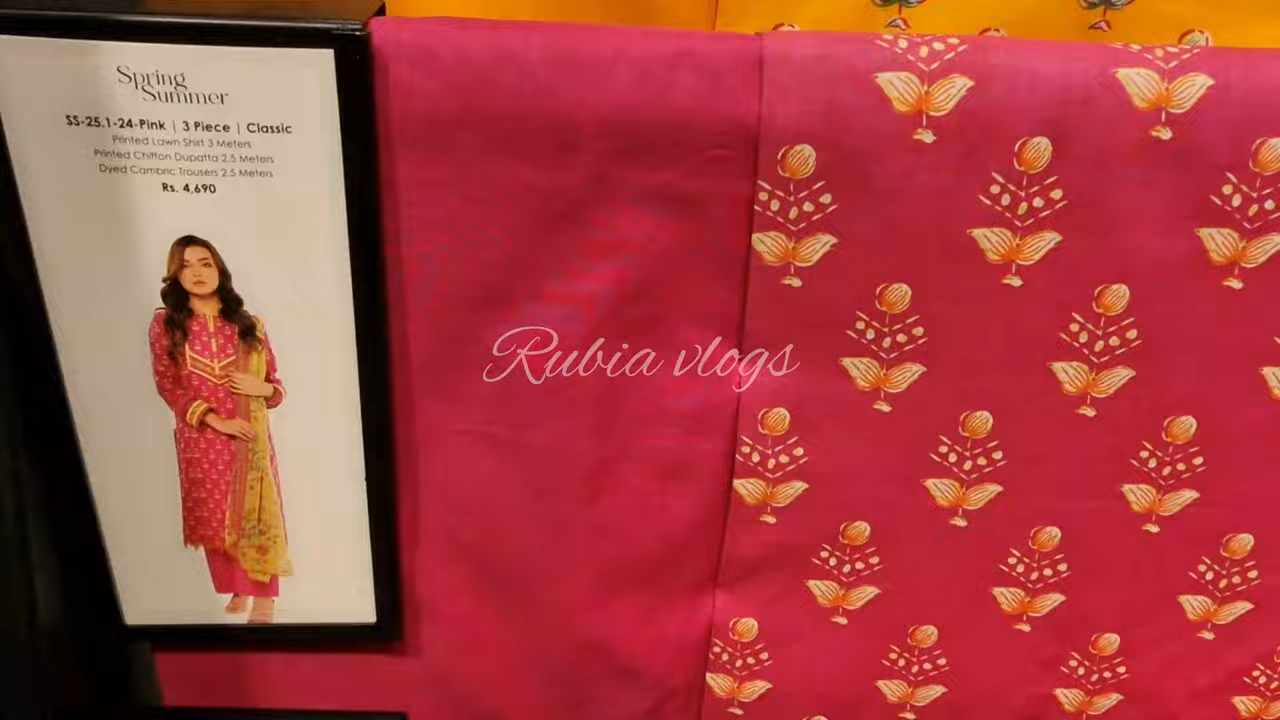 Spring
Summer
SS-25.1-24-Pink | 3 Piece | Classic
Printed Lawn Shirt 3 Meters
Printed Chiffon Dupatta 2.5 Meters
Dyed Cambric Trousers 2.5 Meters
Rs. 4,690
Rubia vlogs